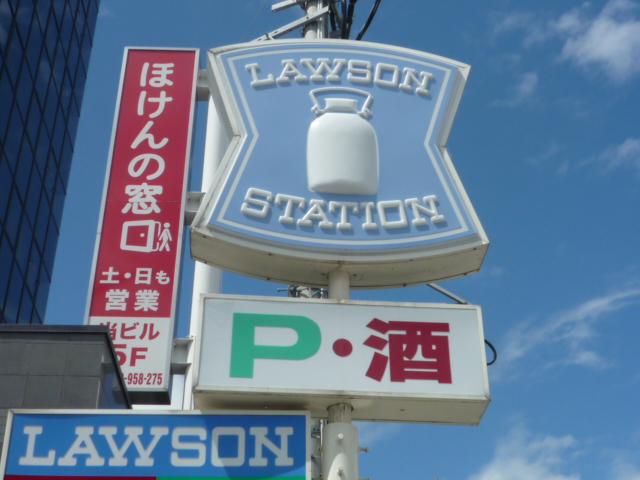 ほけんの窓口
土・日も
営業
当ビル
5F
-958-275
LAWSON
STATION
P・酒
LAWSON